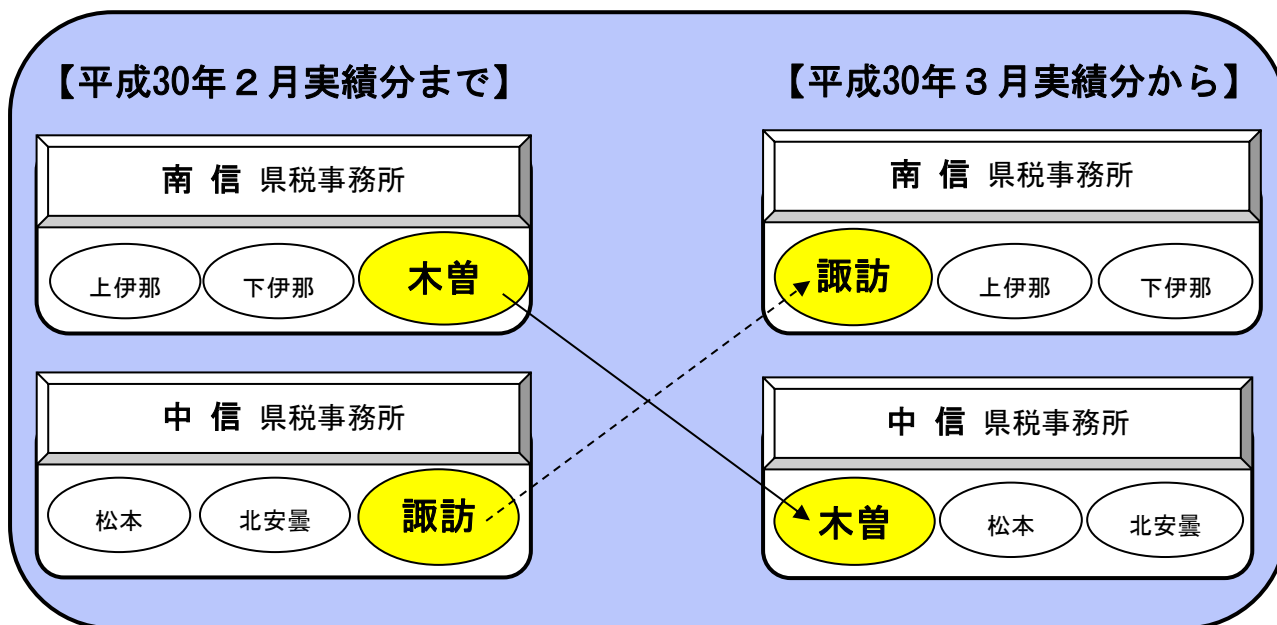 【平成30年２月実績分まで】
南 信 県税事務所
上伊那 下伊那 木曽
中 信 県税事務所
松本 北安曇 諏訪
【平成30年３月実績分から】
南 信 県税事務所
諏訪 上伊那 下伊那
中 信 県税事務所
木曽 松本 北安曇